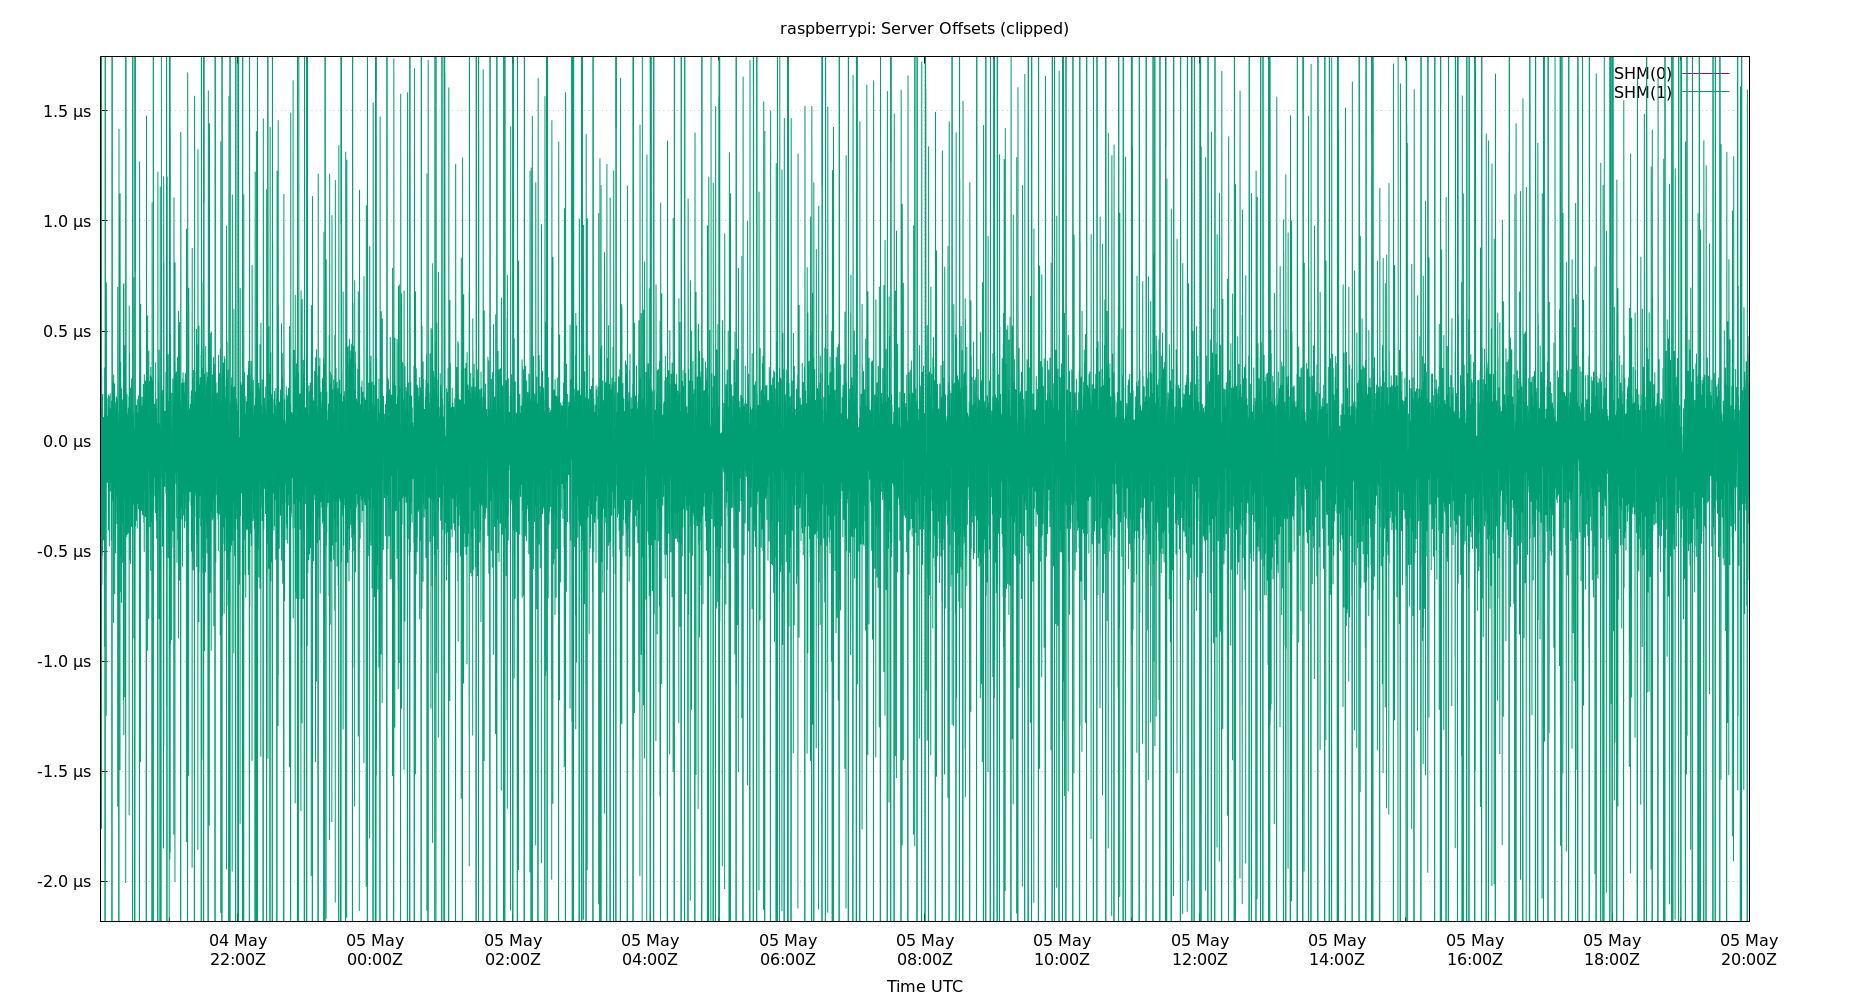 raspberrypi: Server Offsets (clipped)
SHM(0)
SHM(1)
1.5 µs
1.0 µs
0.5 µs
0.0 µs
-0.5 µs
-1.0 µs
-1.5 µs
-2.0 µs
04 May 05 May 05 May 05 May 05 May 05 May 05 May 05 May 05 May 05 May 05 May 05 May
22:00Z 00:00Z 02:00Z 04:00Z 06:00Z 08:00Z 10:00Z 12:00Z 14:00Z 16:00Z 18:00Z 20:00Z
Time UTC